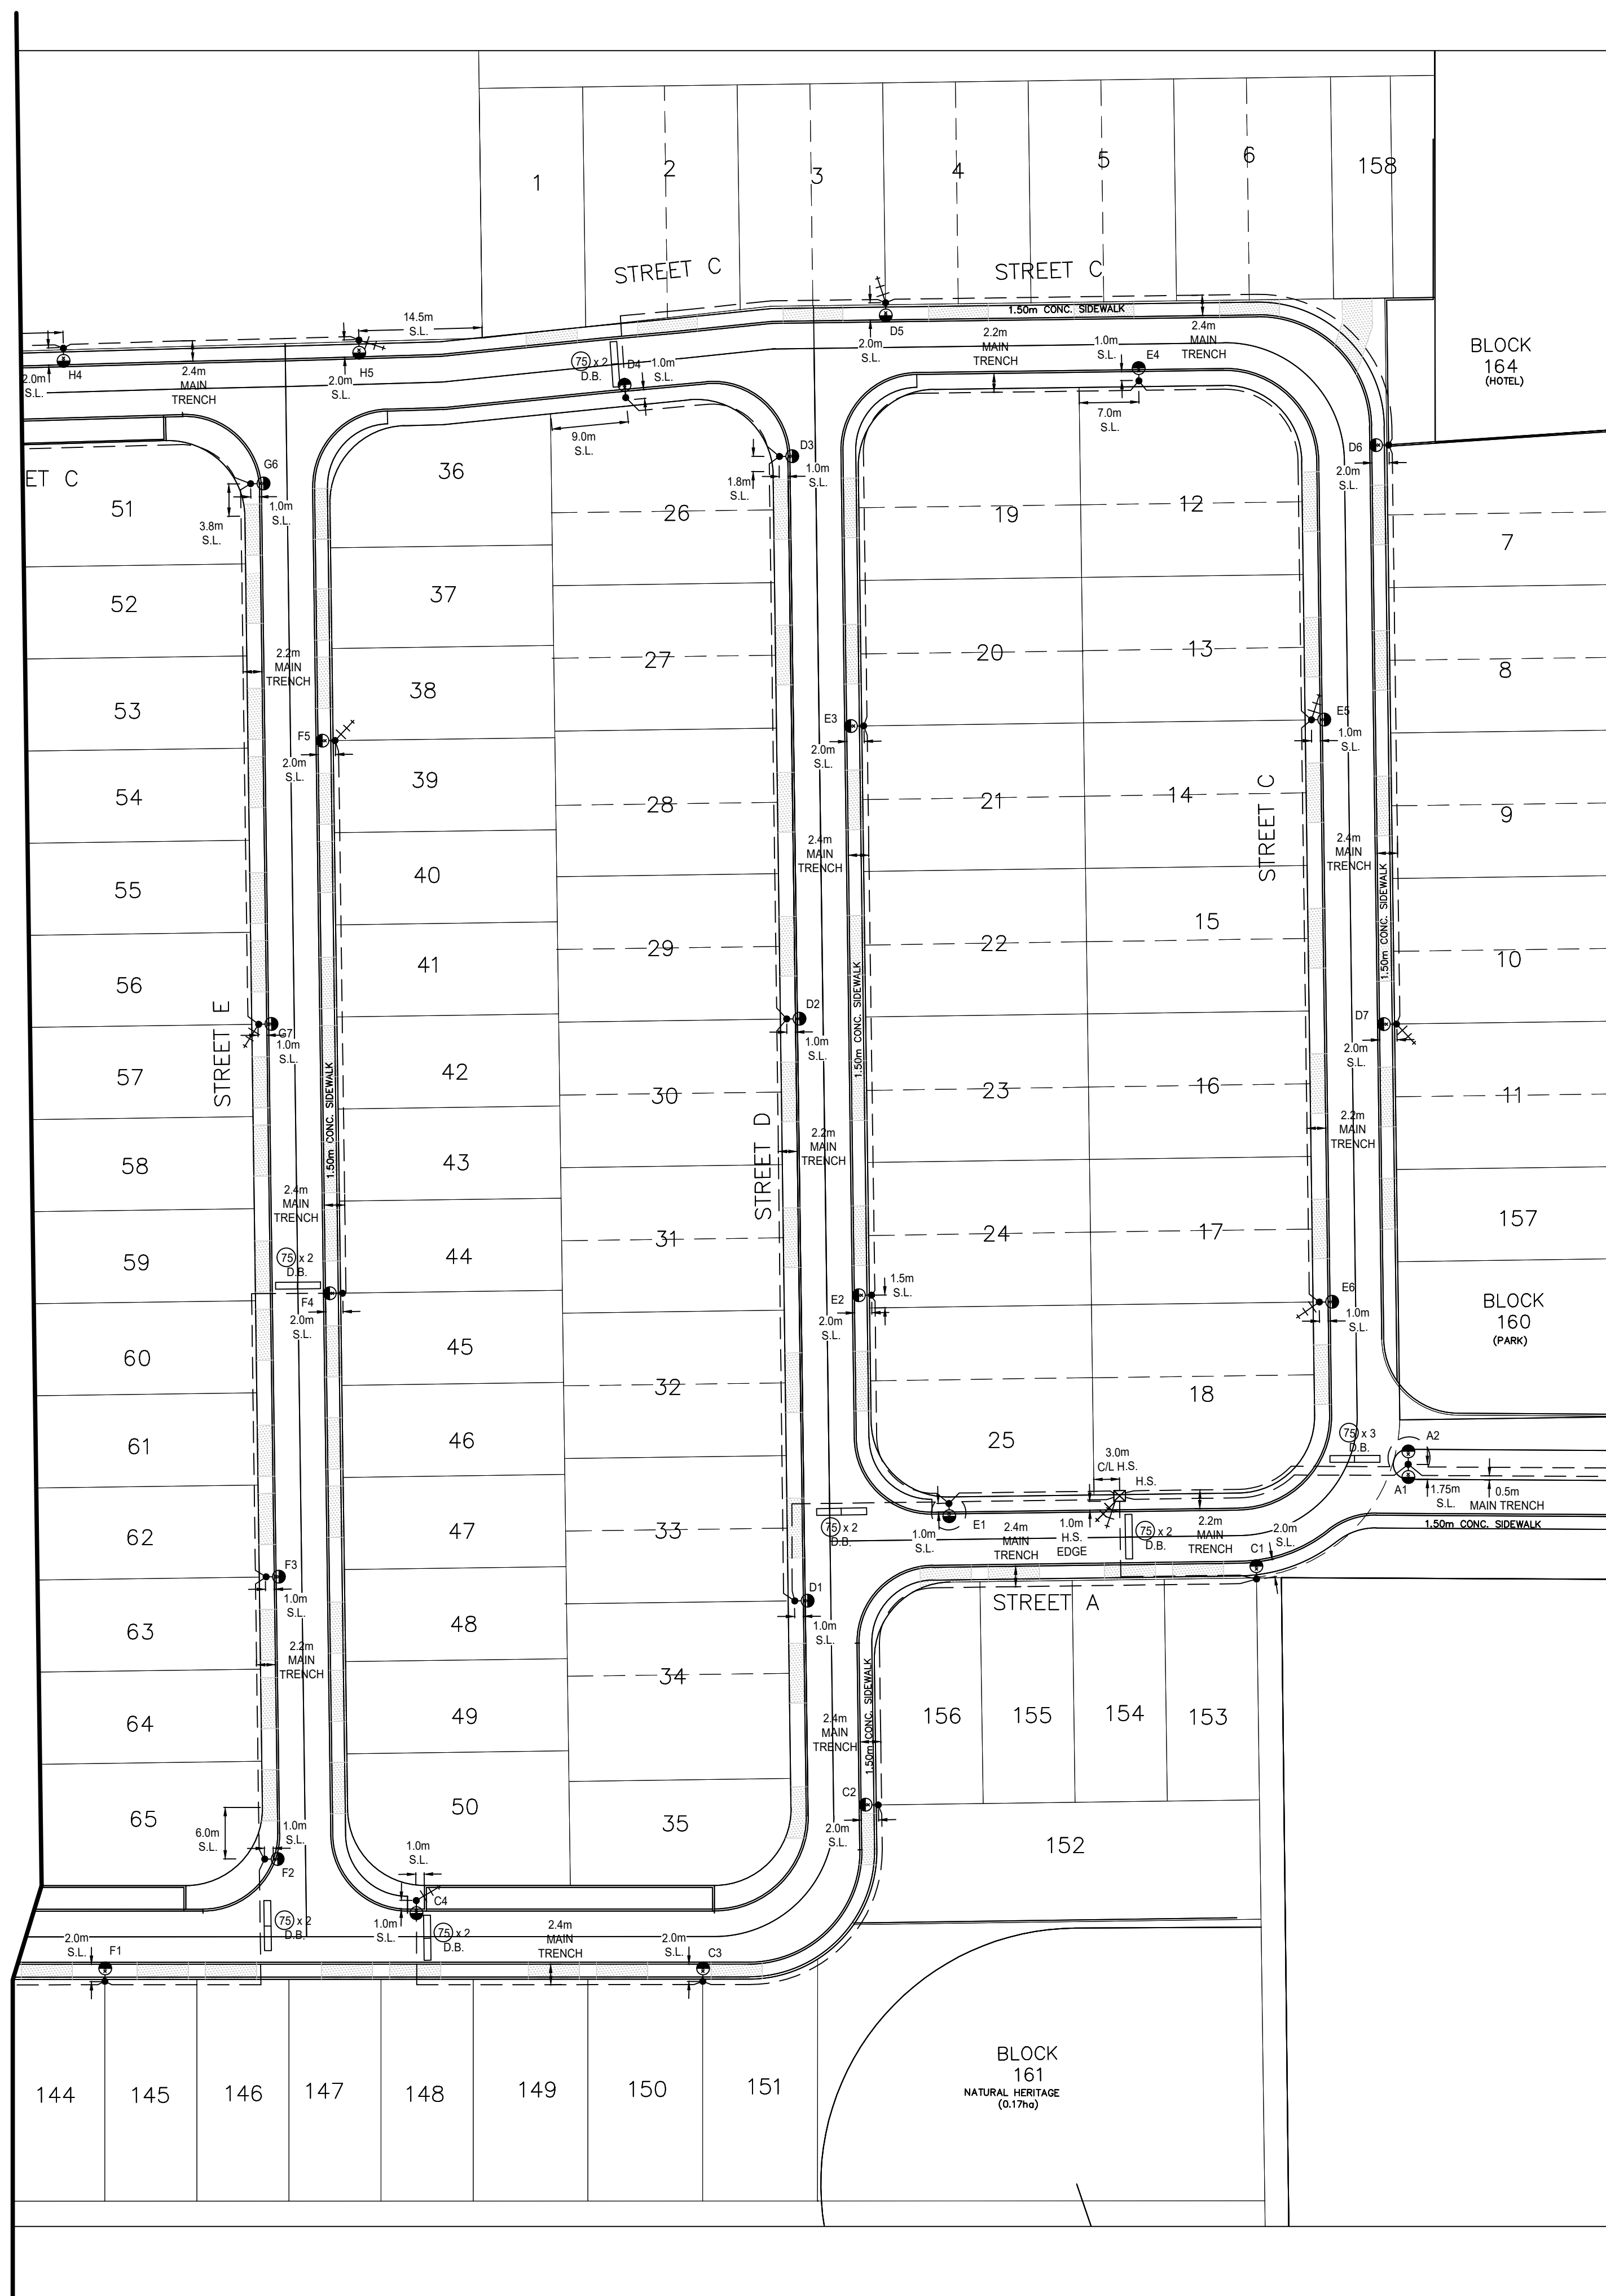 1
2
3
4
5
6
158
STREET C
STREET C
1.50m CONC. SIDEWALK
14.5m
S.L.
H4
2.0m
S.L.
2.4m
MAIN
TRENCH
H5
2.0m
S.L.
75 x 2
D.B.
D4
1.0m
S.L.
D5
2.0m
S.L.
2.2m
MAIN
TRENCH
1.0m
S.L.
E4
2.4m
MAIN
TRENCH
BLOCK
164
(HOTEL)
7.0m
S.L.
9.0m
S.L.
D3
1.0m
S.L.
1.8m
S.L.
D6
2.0m
S.L.
ET C
G6
1.0m
S.L.
3.8m
S.L.
51
36
26
19
12
7
52
37
27
20
13
8
2.2m
MAIN
TRENCH
53
38
F5
2.0m
S.L.
E3
2.0m
S.L.
E5
1.0m
S.L.
54
39
28
21
14
9
STREET C
2.4m
MAIN
TRENCH
2.4m
MAIN
TRENCH
1.50m CONC. SIDEWALK
55
40
29
22
15
10
56
41
STREET E
G7
1.0m
S.L.
D2
1.0m
S.L.
D7
2.0m
S.L.
1.50m CONC. SIDEWALK
1.50m CONC. SIDEWALK
57
42
30
23
16
11
STREET D
2.2m
MAIN
TRENCH
2.2m
MAIN
TRENCH
58
43
2.4m
MAIN
TRENCH
31
24
17
157
59
44
75 x 2
D.B.
F4
2.0m
S.L.
E2
2.0m
S.L.
1.5m
S.L.
E6
1.0m
S.L.
BLOCK
160
(PARK)
60
45
32
18
61
46
25
75 x 3
D.B.
A2
A1
1.75m
S.L.
0.5m
MAIN TRENCH
1.50m CONC. SIDEWALK
3.0m
C/L H.S.
H.S.
62
47
33
75 x 2
D.B.
1.0m
S.L.
E1
2.4m
MAIN
TRENCH
1.0m
H.S.
EDGE
75 x 2
D.B.
2.2m
MAIN
TRENCH
2.0m
S.L.
C1
F3
1.0m
S.L.
D1
1.0m
S.L.
STREET A
63
48
2.2m
MAIN
TRENCH
34
1.50m CONC. SIDEWALK
64
49
2.4m
MAIN
TRENCH
156
155
154
153
65
50
35
C2
2.0m
S.L.
152
6.0m
S.L.
1.0m
S.L.
F2
1.0m
S.L.
C4
75 x 2
D.B.
1.0m
S.L.
75 x 2
D.B.
2.0m
S.L.
F1
2.4m
MAIN
TRENCH
2.0m
S.L.
C3
BLOCK
161
NATURAL HERITAGE
(0.17ha)
144
145
146
147
148
149
150
151